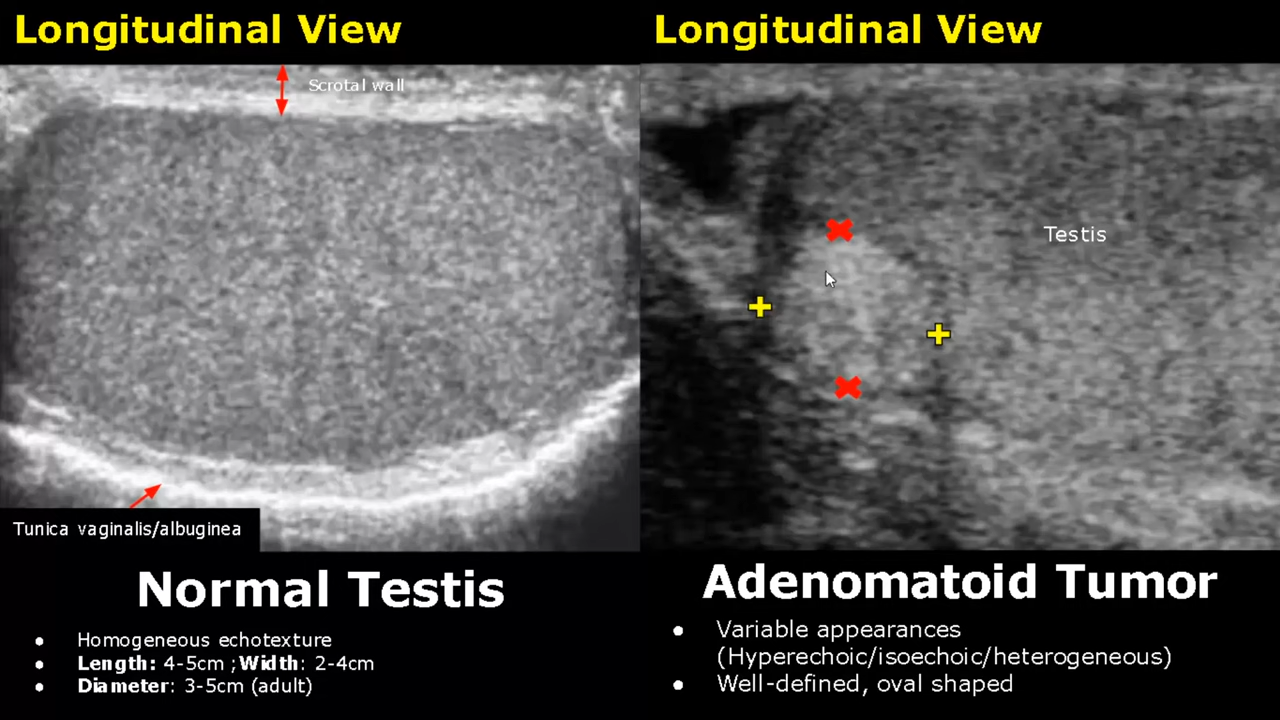 Longitudinal View
Scrotal wall
Tunica vaginalis/albuginea
Normal Testis
• Homogeneous echotexture
• Length: 4-5cm ;Width: 2-4cm
• Diameter: 3-5cm (adult)
Longitudinal View
Testis
Adenomatoid Tumor
• Variable appearances
(Hyperechoic/isoechoic/heterogeneous)
• Well-defined, oval shaped